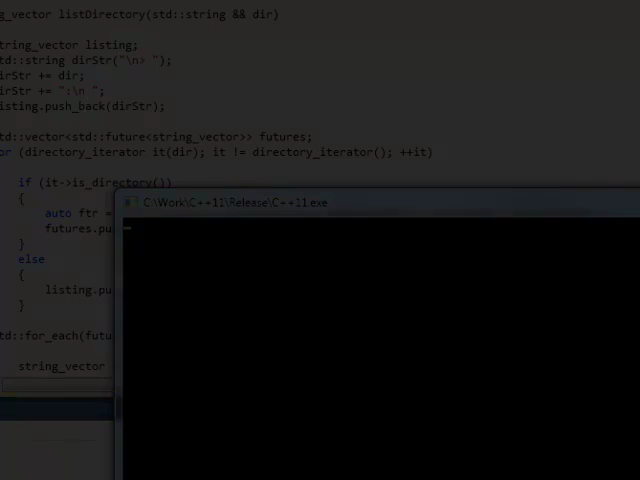 g_vector listDirectory(std::string && dir)
tring_vector listing;
td::string dirStr("\n> ");
irStr += dir;
irStr += ":\n ";
isting.push_back(dirStr);
td::vector<std::future<string_vector>> futures;
or (directory_iterator it(dir); it != directory_iterator(); ++it)
if (it->is_directory())
{
auto ftr =
futures.pu
}
else
{
listing.pu
}
td::for_each(futu
string_vector
C:\Work\C++11\Release\C++11.exe